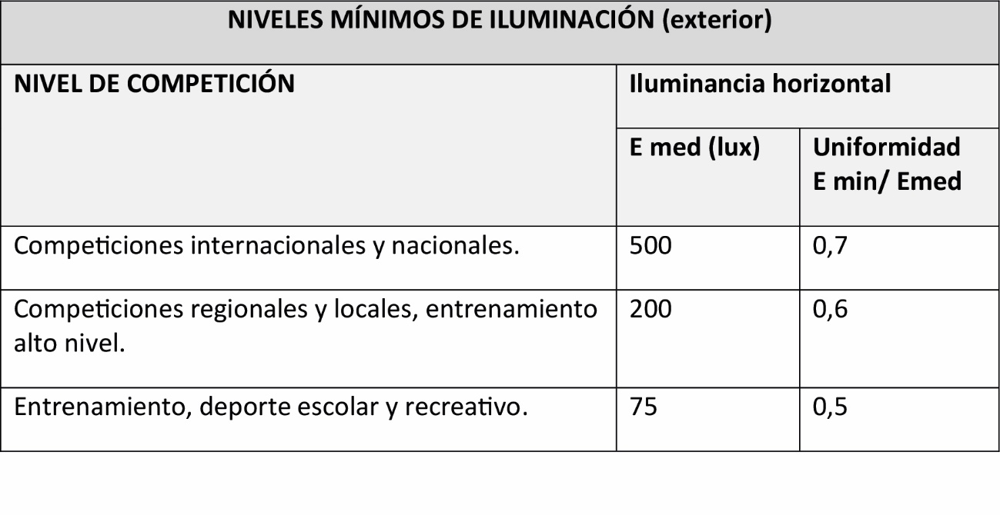 NIVELES MÍNIMOS DE ILUMINACIÓN (exterior)
NIVEL DE COMPETICIÓN
Iluminancia horizontal
E med (lux)
Uniformidad
E min/ Emed
Competiciones internacionales y nacionales.
500
0,7
Competiciones regionales y locales, entrenamiento
alto nivel.
200
0,6
Entrenamiento, deporte escolar y recreativo.
75
0,5